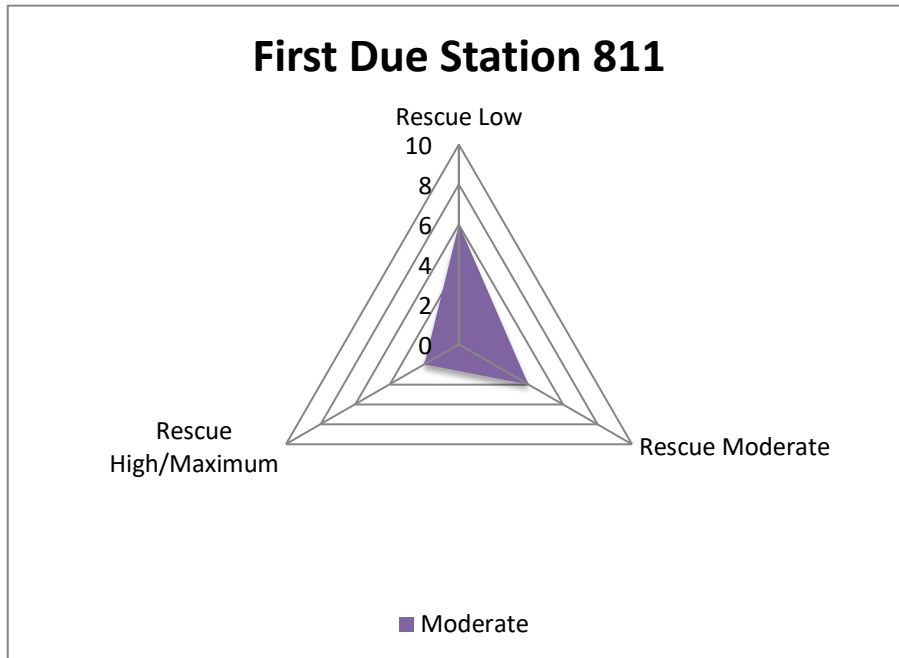 First Due Station 811
Rescue Low
10
8
6
4
2
0
Rescue
High/Maximum
Rescue Moderate
Moderate